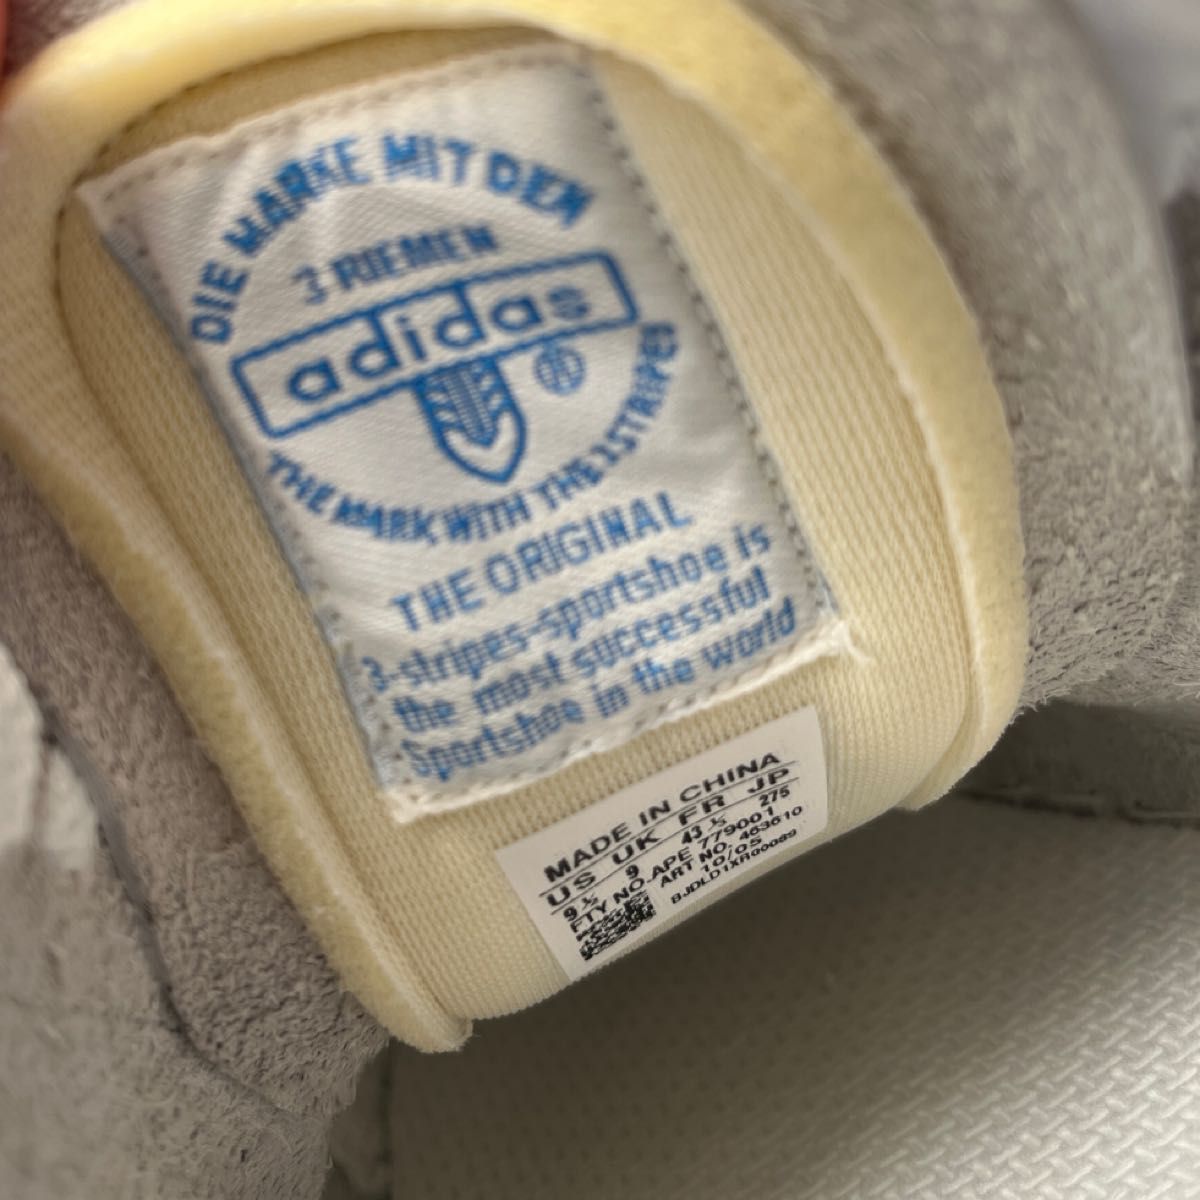 DIE MARKE MIT DEM
3 RIEMEN
adidas
THE MARK WITH THE 3 STRIPES
THE ORIGINAL
3-stripes-sportshoe is
the most successful
Sportshoe in the world
MADE IN CHINA
US UK FR JP
9½ 9 43⅓ 275
FTY NO. APE 779001
ART NO. 463610
10/05
BJDLD1XR00089